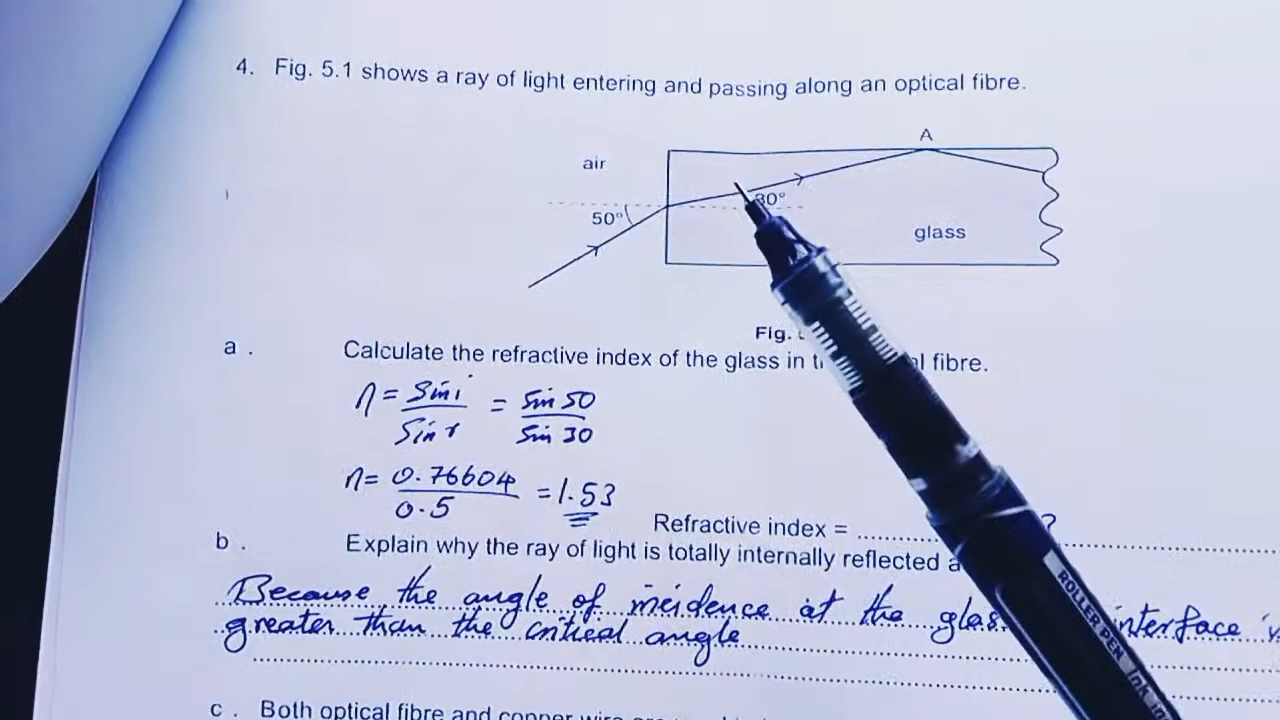 4. Fig. 5.1 shows a ray of light entering and passing along an optical fibre.
A
air
50°
30°
glass
Fig.
a . Calculate the refractive index of the glass in fibre.
n = sin i / sin r = sin 50 / sin 30
n = 0.76604 / 0.5 = 1.53
Refractive index = ..................... ?
b . Explain why the ray of light is totally internally reflected
Because the angle of incidence at the interface
greater than the critical angle
c . Both optical fibre and copper wire
ROLLER PEN ink